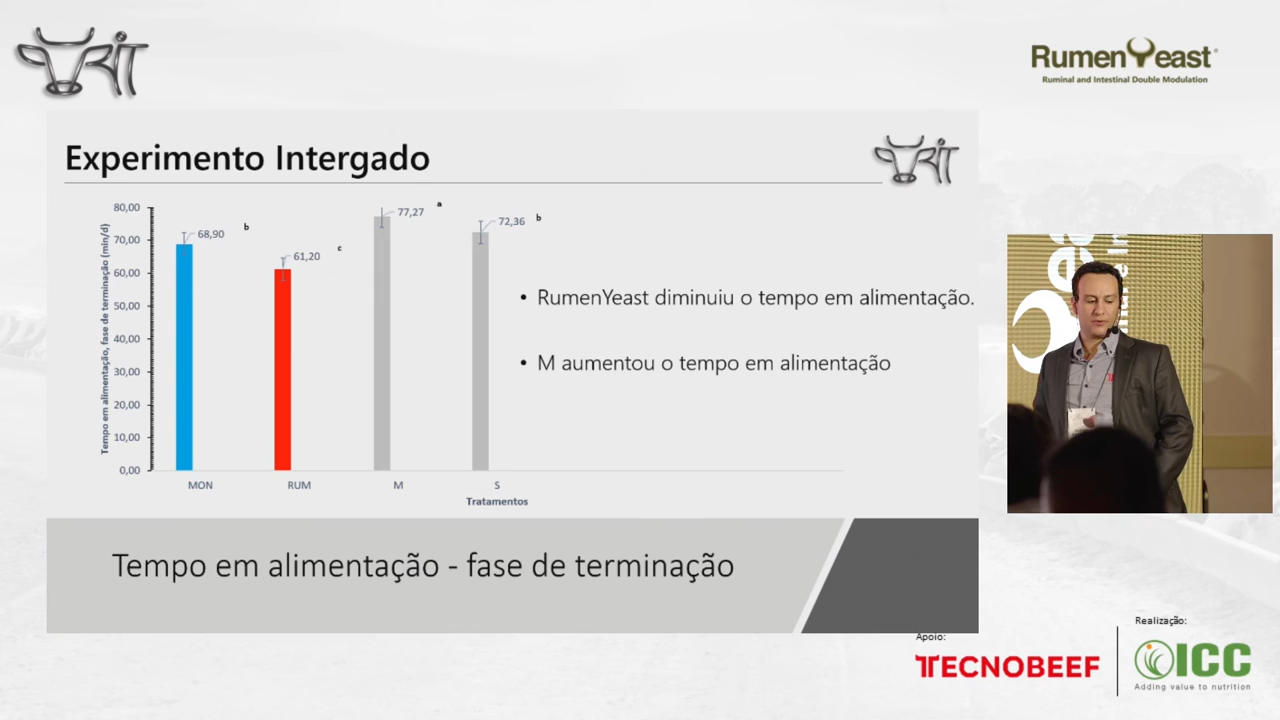 RumenYeast
Ruminal and Intestinal Double Modulation
Experimento Intergado
Tempo em alimentação, fase de terminação (min/d)
80,00
70,00
60,00
50,00
40,00
30,00
20,00
10,00
0,00
68,90 b
61,20 c
77,27 a
72,36 b
MON RUM M S
Tratamentos
• RumenYeast diminuiu o tempo em alimentação.
• M aumentou o tempo em alimentação
Tempo em alimentação - fase de terminação
Apoio:
TECNOBEEF
Realização:
ICC
Adding value to nutrition